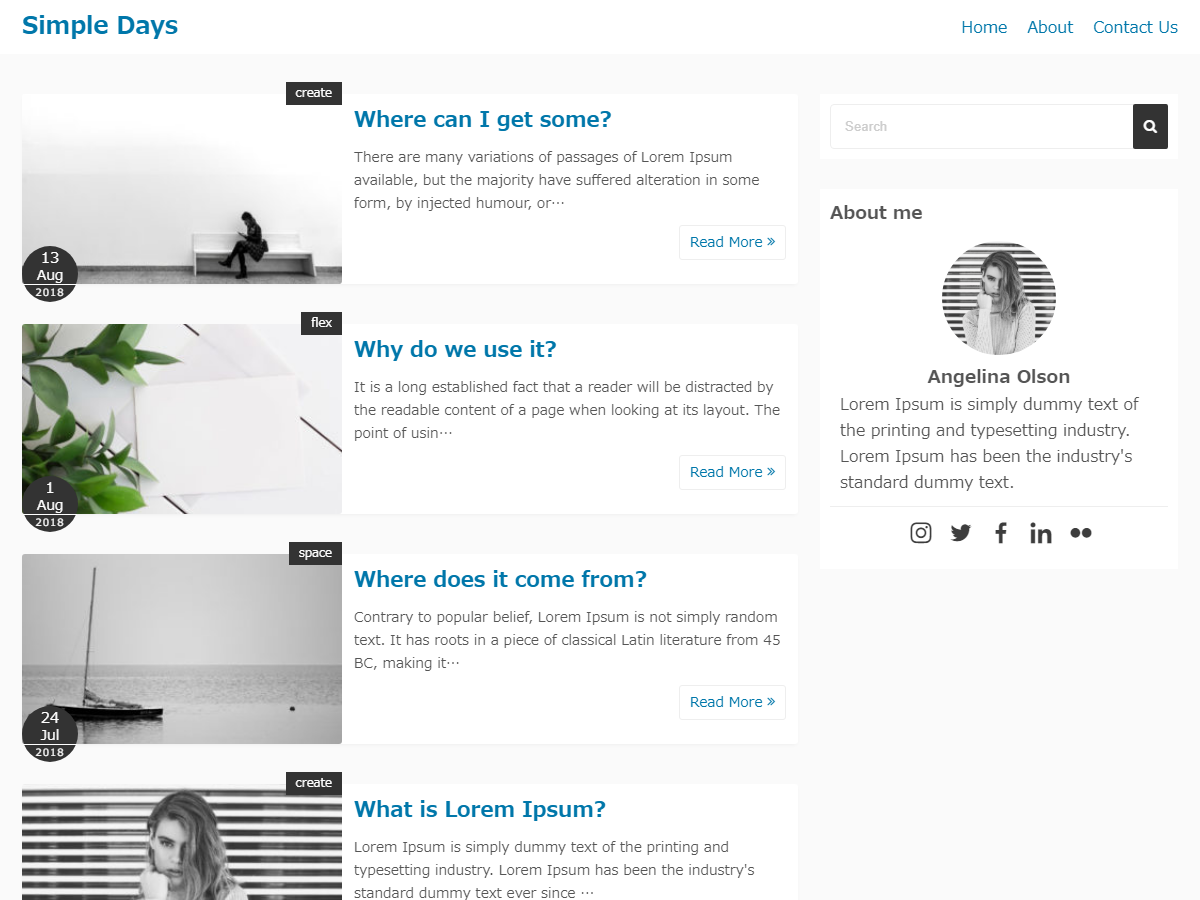 Simple Days
Home About Contact Us
create
13
Aug
2018
Where can I get some?
There are many variations of passages of Lorem Ipsum
available, but the majority have suffered alteration in some
form, by injected humour, or⋯
Read More »
flex
1
Aug
2018
Why do we use it?
It is a long established fact that a reader will be distracted by
the readable content of a page when looking at its layout. The
point of usin⋯
Read More »
space
24
Jul
2018
Where does it come from?
Contrary to popular belief, Lorem Ipsum is not simply random
text. It has roots in a piece of classical Latin literature from 45
BC, making it⋯
Read More »
create
What is Lorem Ipsum?
Lorem Ipsum is simply dummy text of the printing and
typesetting industry. Lorem Ipsum has been the industry's
standard dummy text ever since ⋯
Search
About me
Angelina Olson
Lorem Ipsum is simply dummy text of
the printing and typesetting industry.
Lorem Ipsum has been the industry's
standard dummy text.